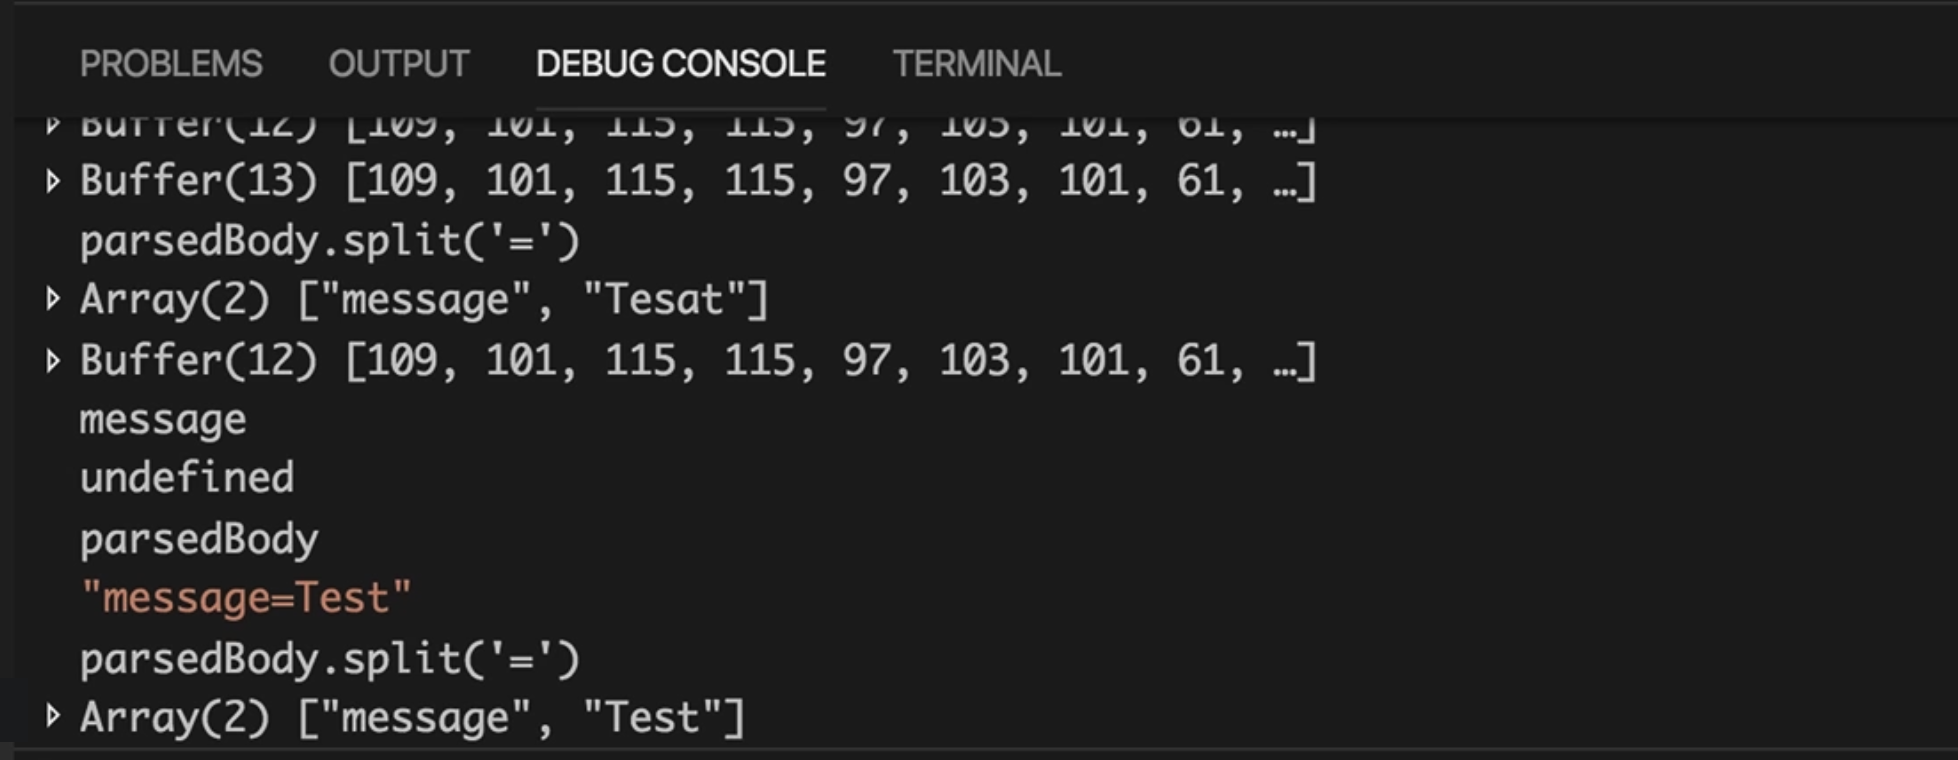 PROBLEMS OUTPUT DEBUG CONSOLE TERMINAL
Buffer(12) [109, 101, 115, 115, 97, 103, 101, 61, …]
Buffer(13) [109, 101, 115, 115, 97, 103, 101, 61, …]
parsedBody.split('=')
Array(2) ["message", "Tesat"]
Buffer(12) [109, 101, 115, 115, 97, 103, 101, 61, …]
message
undefined
parsedBody
"message=Test"
parsedBody.split('=')
Array(2) ["message", "Test"]